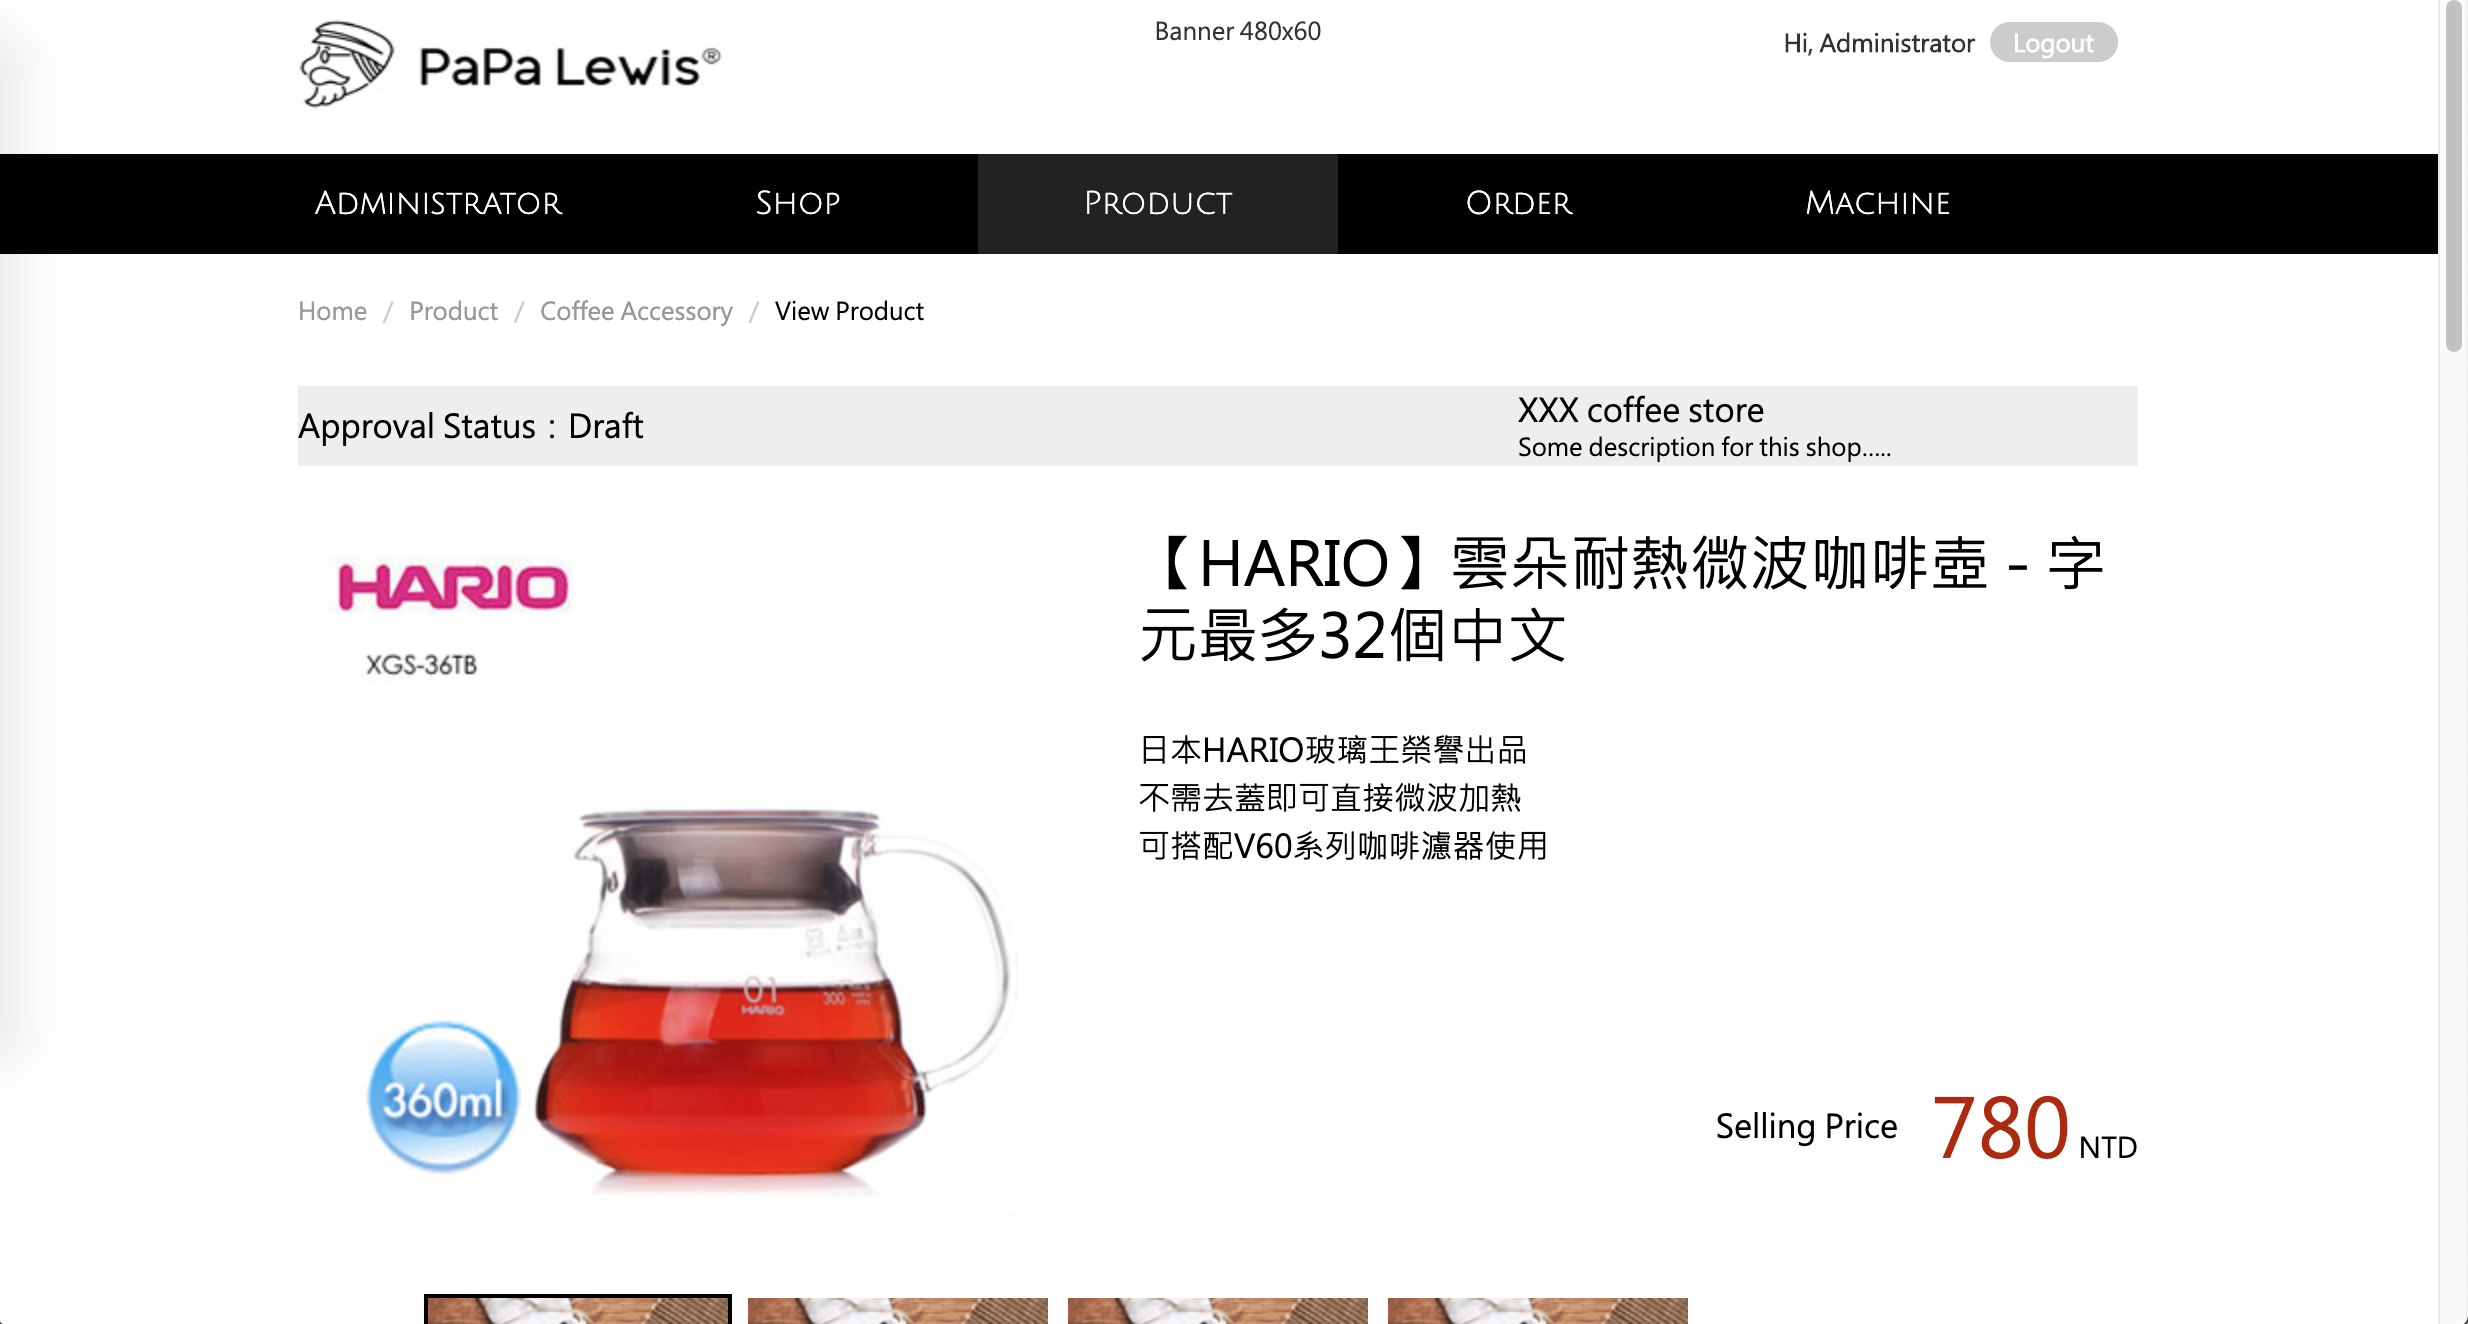 PaPa Lewis®
Banner 480x60
Hi, Administrator
Logout
Administrator
Shop
Product
Order
Machine
Home / Product / Coffee Accessory / View Product
Approval Status：Draft
XXX coffee store
Some description for this shop.....
HARIO
XGS-36TB
01
HARIO
300
360ml
【HARIO】雲朵耐熱微波咖啡壺 - 字
元最多32個中文
日本HARIO玻璃王榮譽出品
不需去蓋即可直接微波加熱
可搭配V60系列咖啡濾器使用
Selling Price 780 NTD